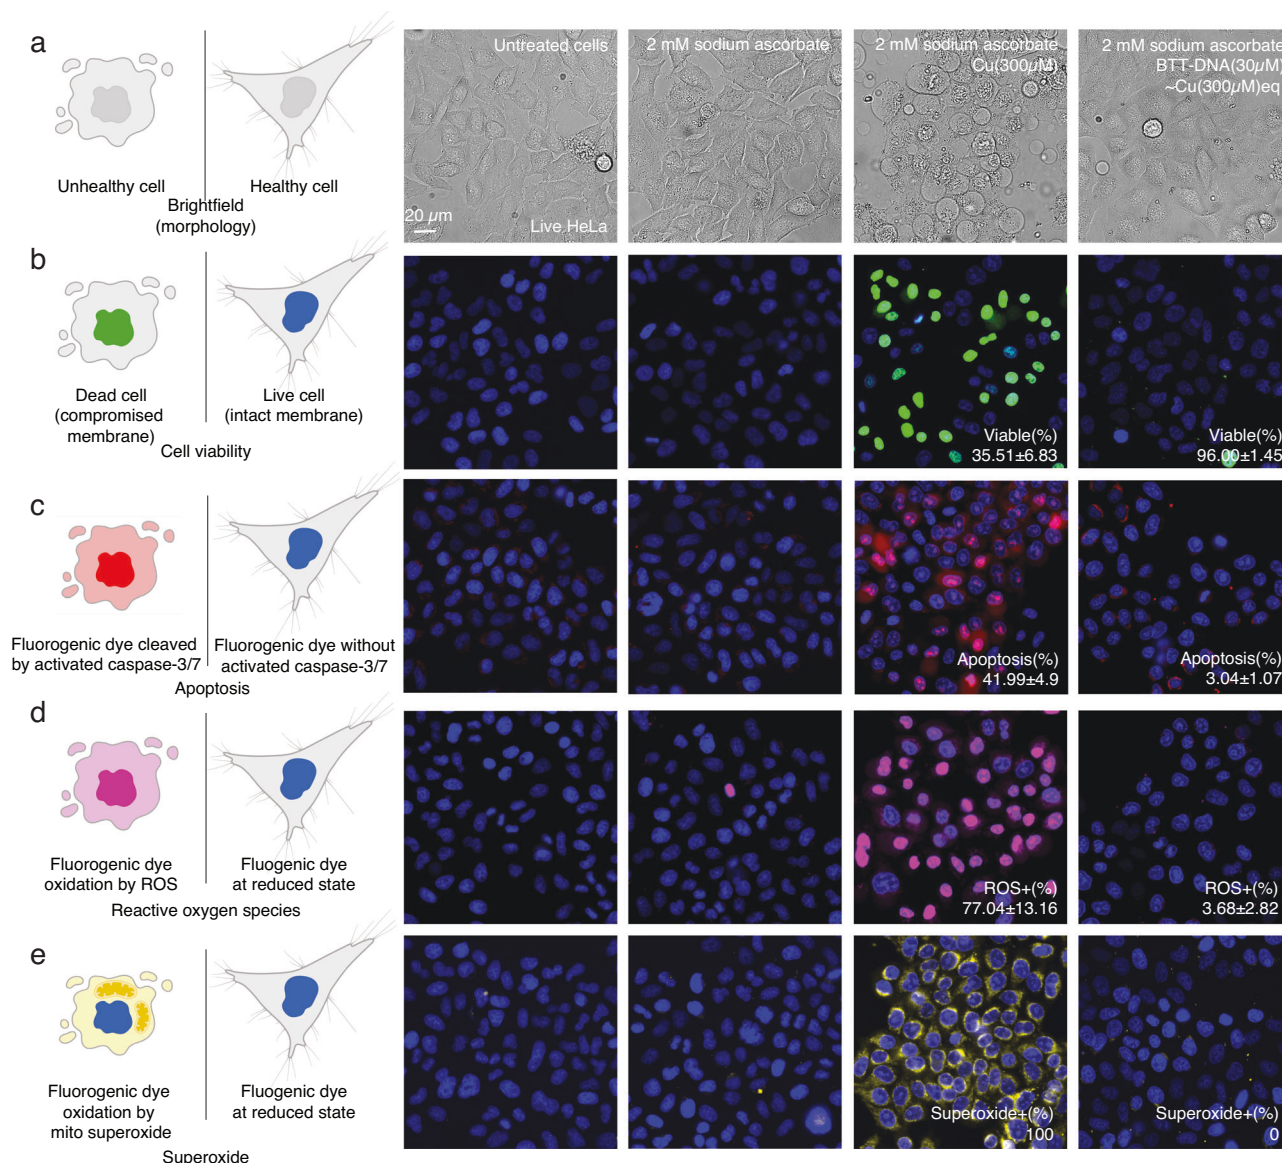 a
Unhealthy cell
Healthy cell
Brightfield
(morphology)
Untreated cells
20 µm
Live HeLa
2 mM sodium ascorbate
2 mM sodium ascorbate
Cu(300µM)
2 mM sodium ascorbate
BTT-DNA(30µM)
~Cu(300µM)eq
b
Dead cell
(compromised
membrane)
Live cell
(intact membrane)
Cell viability
Viable(%)
35.51±6.83
Viable(%)
96.00±1.45
c
Fluorogenic dye cleaved
by activated caspase-3/7
Fluorogenic dye without
activated caspase-3/7
Apoptosis
Apoptosis(%)
41.99±4.9
Apoptosis(%)
3.04±1.07
d
Fluorogenic dye
oxidation by ROS
Fluogenic dye
at reduced state
Reactive oxygen species
ROS+(%)
77.04±13.16
ROS+(%)
3.68±2.82
e
Fluorogenic dye
oxidation by
mito superoxide
Fluogenic dye
at reduced state
Superoxide
Superoxide+(%)
100
Superoxide+(%)
0